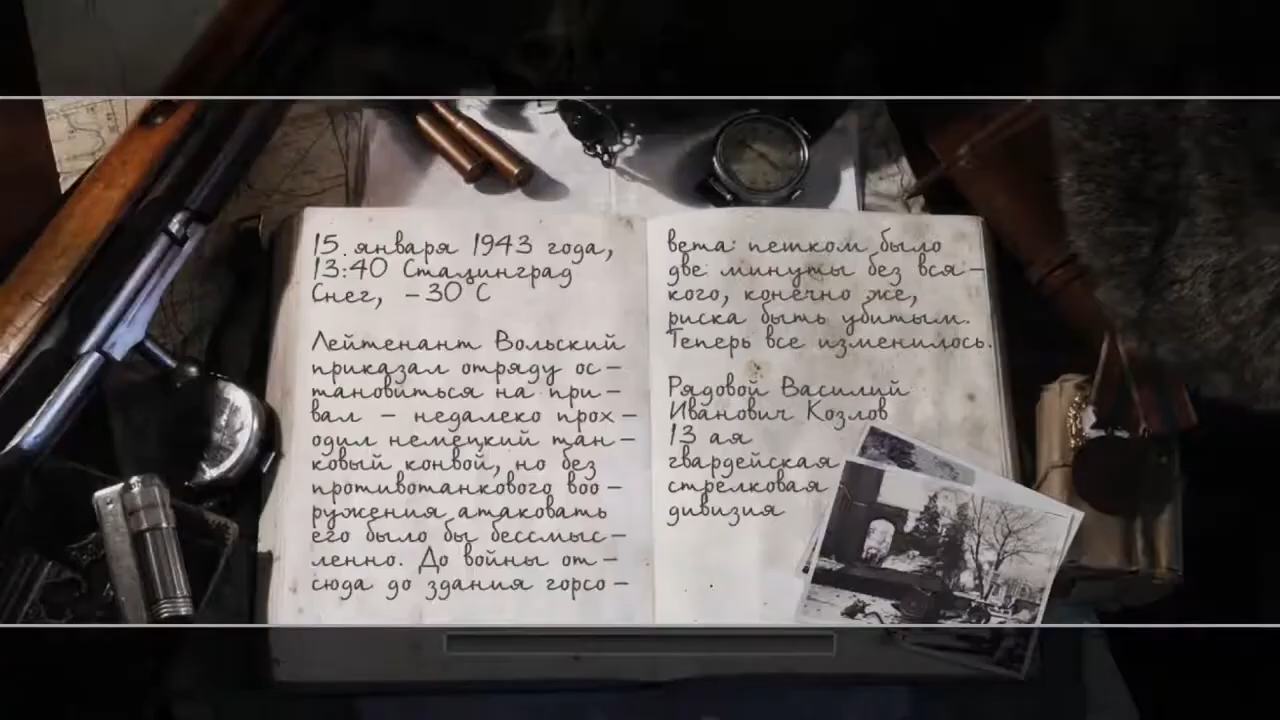 15 января 1943 года,
13:40 Сталинград
Снег, -30°С
Лейтенант Вольский
приказал отряду ос-
тановиться на при-
вал - недалеко прох-
одил немецкий тан-
ковый конвой, но без
противотанкового воо-
ружения атаковать
его было бы бессмыс-
ленно. До войны от-
сюда до здания горсо-
вета: пешком было
две минуты без вся-
кого, конечно же,
риска быть убитым.
Теперь все изменилось.
Рядовой Василий
Иванович Козлов
13 ая
гвардейская
стрелковая
дивизия